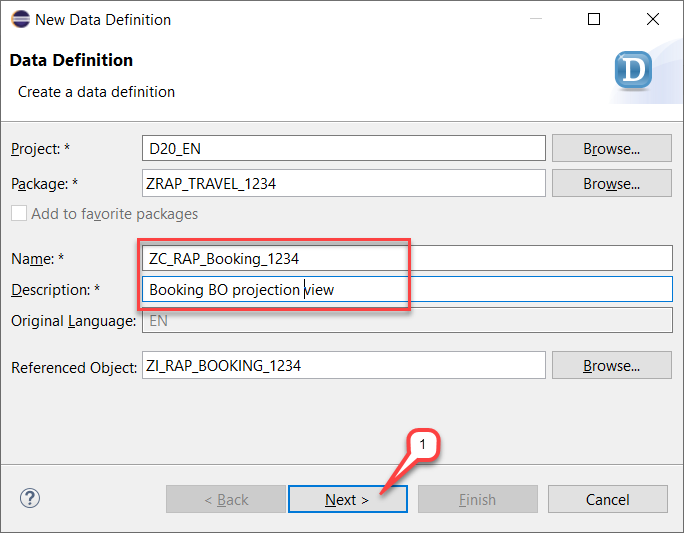 New Data Definition
Data Definition
Create a data definition
D
Project: * D20_EN Browse...
Package: * ZRAP_TRAVEL_1234 Browse...
Add to favorite packages
Name: * ZC_RAP_Booking_1234
Description: * Booking BO projection view
Original Language: EN
Referenced Object: ZI_RAP_BOOKING_1234 Browse...
1
? < Back Next > Finish Cancel